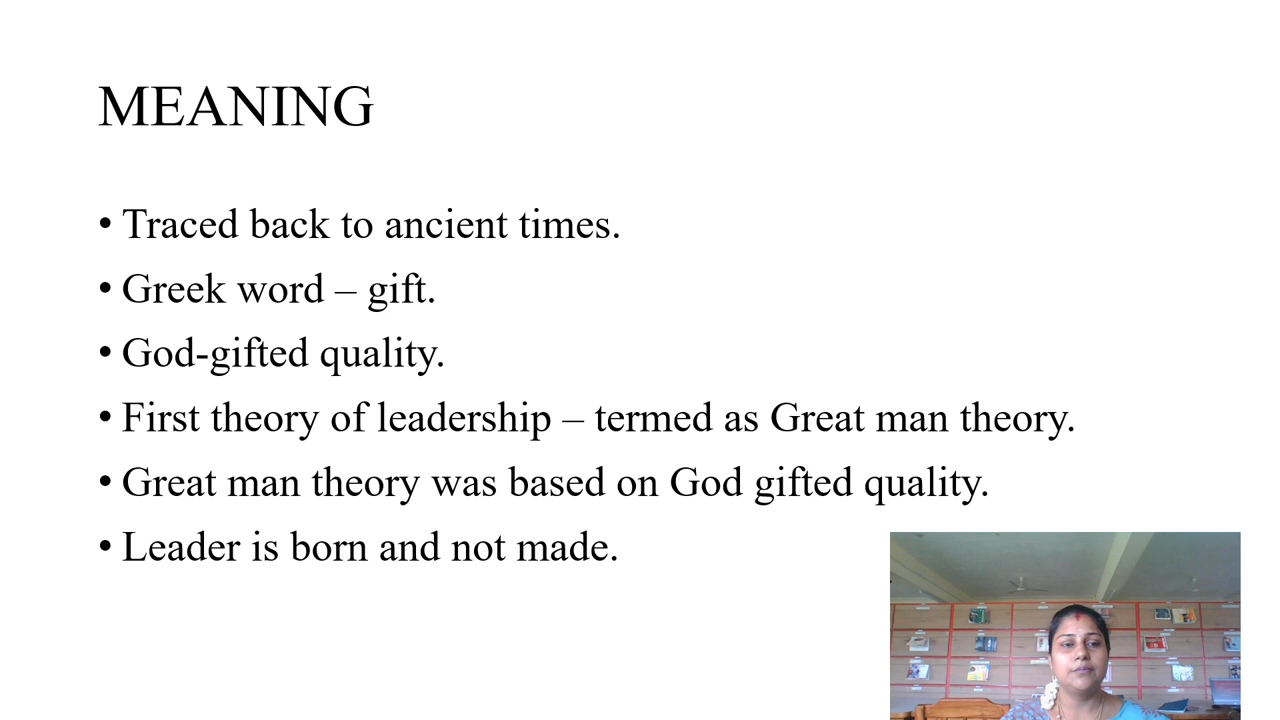 MEANING
• Traced back to ancient times.
• Greek word – gift.
• God-gifted quality.
• First theory of leadership – termed as Great man theory.
• Great man theory was based on God gifted quality.
• Leader is born and not made.